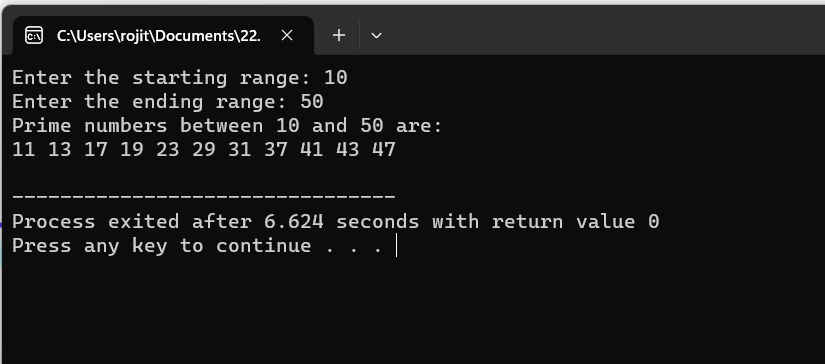 C:\Users\rojit\Documents\22.
Enter the starting range: 10
Enter the ending range: 50
Prime numbers between 10 and 50 are:
11 13 17 19 23 29 31 37 41 43 47
--------------------------------
Process exited after 6.624 seconds with return value 0
Press any key to continue . . .